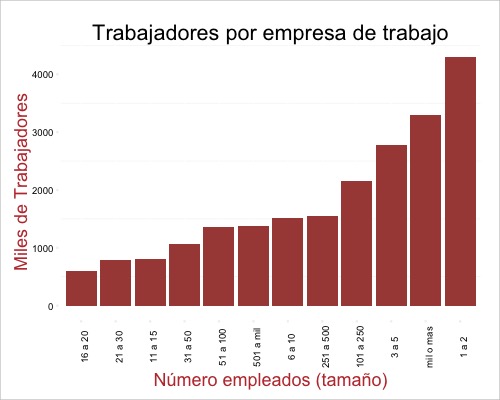 Trabajadores por empresa de trabajo
Miles de Trabajadores
4000
3000
2000
1000
0
16 a 20
21 a 30
11 a 15
31 a 50
51 a 100
501 a mil
6 a 10
251 a 500
101 a 250
3 a 5
mil o mas
1 a 2
Número empleados (tamaño)